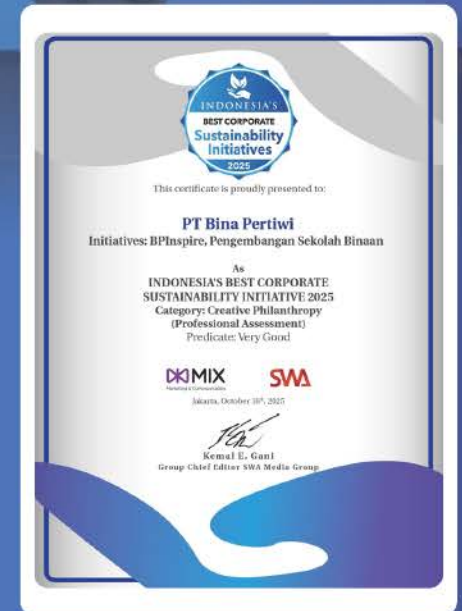 INDONESIA'S
BEST CORPORATE
Sustainability
Initiatives
2025
This certificate is proudly presented to:
PT Bina Pertiwi
Initiatives: BPInspire, Pengembangan Sekolah Binaan
As
INDONESIA'S BEST CORPORATE
SUSTAINABILITY INITIATIVE 2025
Category: Creative Philanthropy
(Professional Assessment)
Predicate: Very Good
MIX SWA
Marketing & Communications
Jakarta, October 2025
Kemal E. Gani
Group Chief Editor SWA Media Group